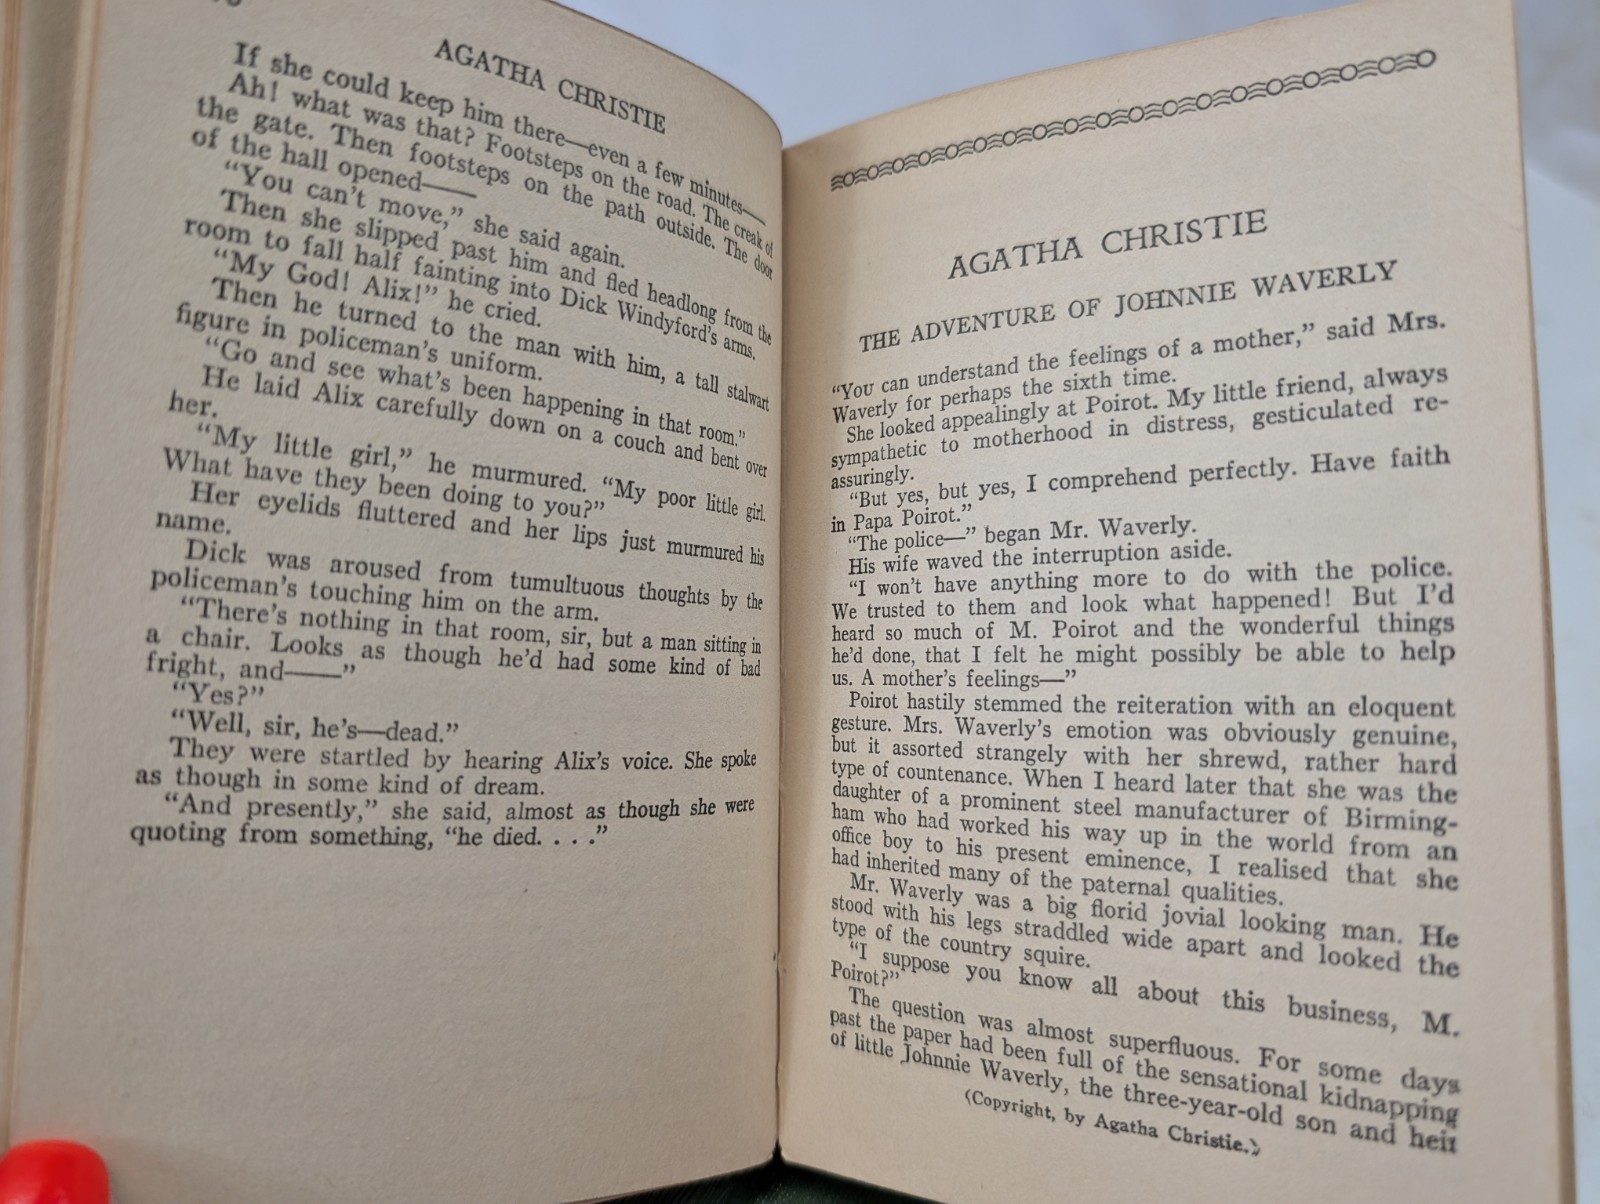 AGATHA CHRISTIE
If she could keep him there—even a few minutes—
Ah! what was that? Footsteps on the road. The creak of
the gate. Then footsteps on the path outside. The door
of the hall opened——
"You can't move," she said again.
Then she slipped past him and fled headlong from the
room to fall half fainting into Dick Windyford's arms.
"My God! Alix!" he cried.
Then he turned to the man with him, a tall stalwart
figure in policeman's uniform.
"Go and see what's been happening in that room."
He laid Alix carefully down on a couch and bent over
her.
"My little girl," he murmured. "My poor little girl.
What have they been doing to you?"
Her eyelids fluttered and her lips just murmured his
name.
Dick was aroused from tumultuous thoughts by the
policeman's touching him on the arm.
"There's nothing in that room, sir, but a man sitting in
a chair. Looks as though he'd had some kind of bad
fright, and——"
"Yes?"
"Well, sir, he's—dead."
They were startled by hearing Alix's voice. She spoke
as though in some kind of dream.
"And presently," she said, almost as though she were
quoting from something, "he died. . . ."
AGATHA CHRISTIE
THE ADVENTURE OF JOHNNIE WAVERLY
"You can understand the feelings of a mother," said Mrs.
Waverly for perhaps the sixth time.
She looked appealingly at Poirot. My little friend, always
sympathetic to motherhood in distress, gesticulated re-
assuringly.
"But yes, but yes, I comprehend perfectly. Have faith
in Papa Poirot."
"The police—" began Mr. Waverly.
His wife waved the interruption aside.
"I won't have anything more to do with the police.
We trusted to them and look what happened! But I'd
heard so much of M. Poirot and the wonderful things
he'd done, that I felt he might possibly be able to help
us. A mother's feelings—"
Poirot hastily stemmed the reiteration with an eloquent
gesture. Mrs. Waverly's emotion was obviously genuine,
but it assorted strangely with her shrewd, rather hard
type of countenance. When I heard later that she was the
daughter of a prominent steel manufacturer of Birming-
ham who had worked his way up in the world from an
office boy to his present eminence, I realised that she
had inherited many of the paternal qualities.
Mr. Waverly was a big florid jovial looking man. He
stood with his legs straddled wide apart and looked the
type of the country squire.
"I suppose you know all about this business, M.
Poirot?"
The question was almost superfluous. For some days
past the paper had been full of the sensational kidnapping
of little Johnnie Waverly, the three-year-old son and heir
(Copyright, by Agatha Christie.)